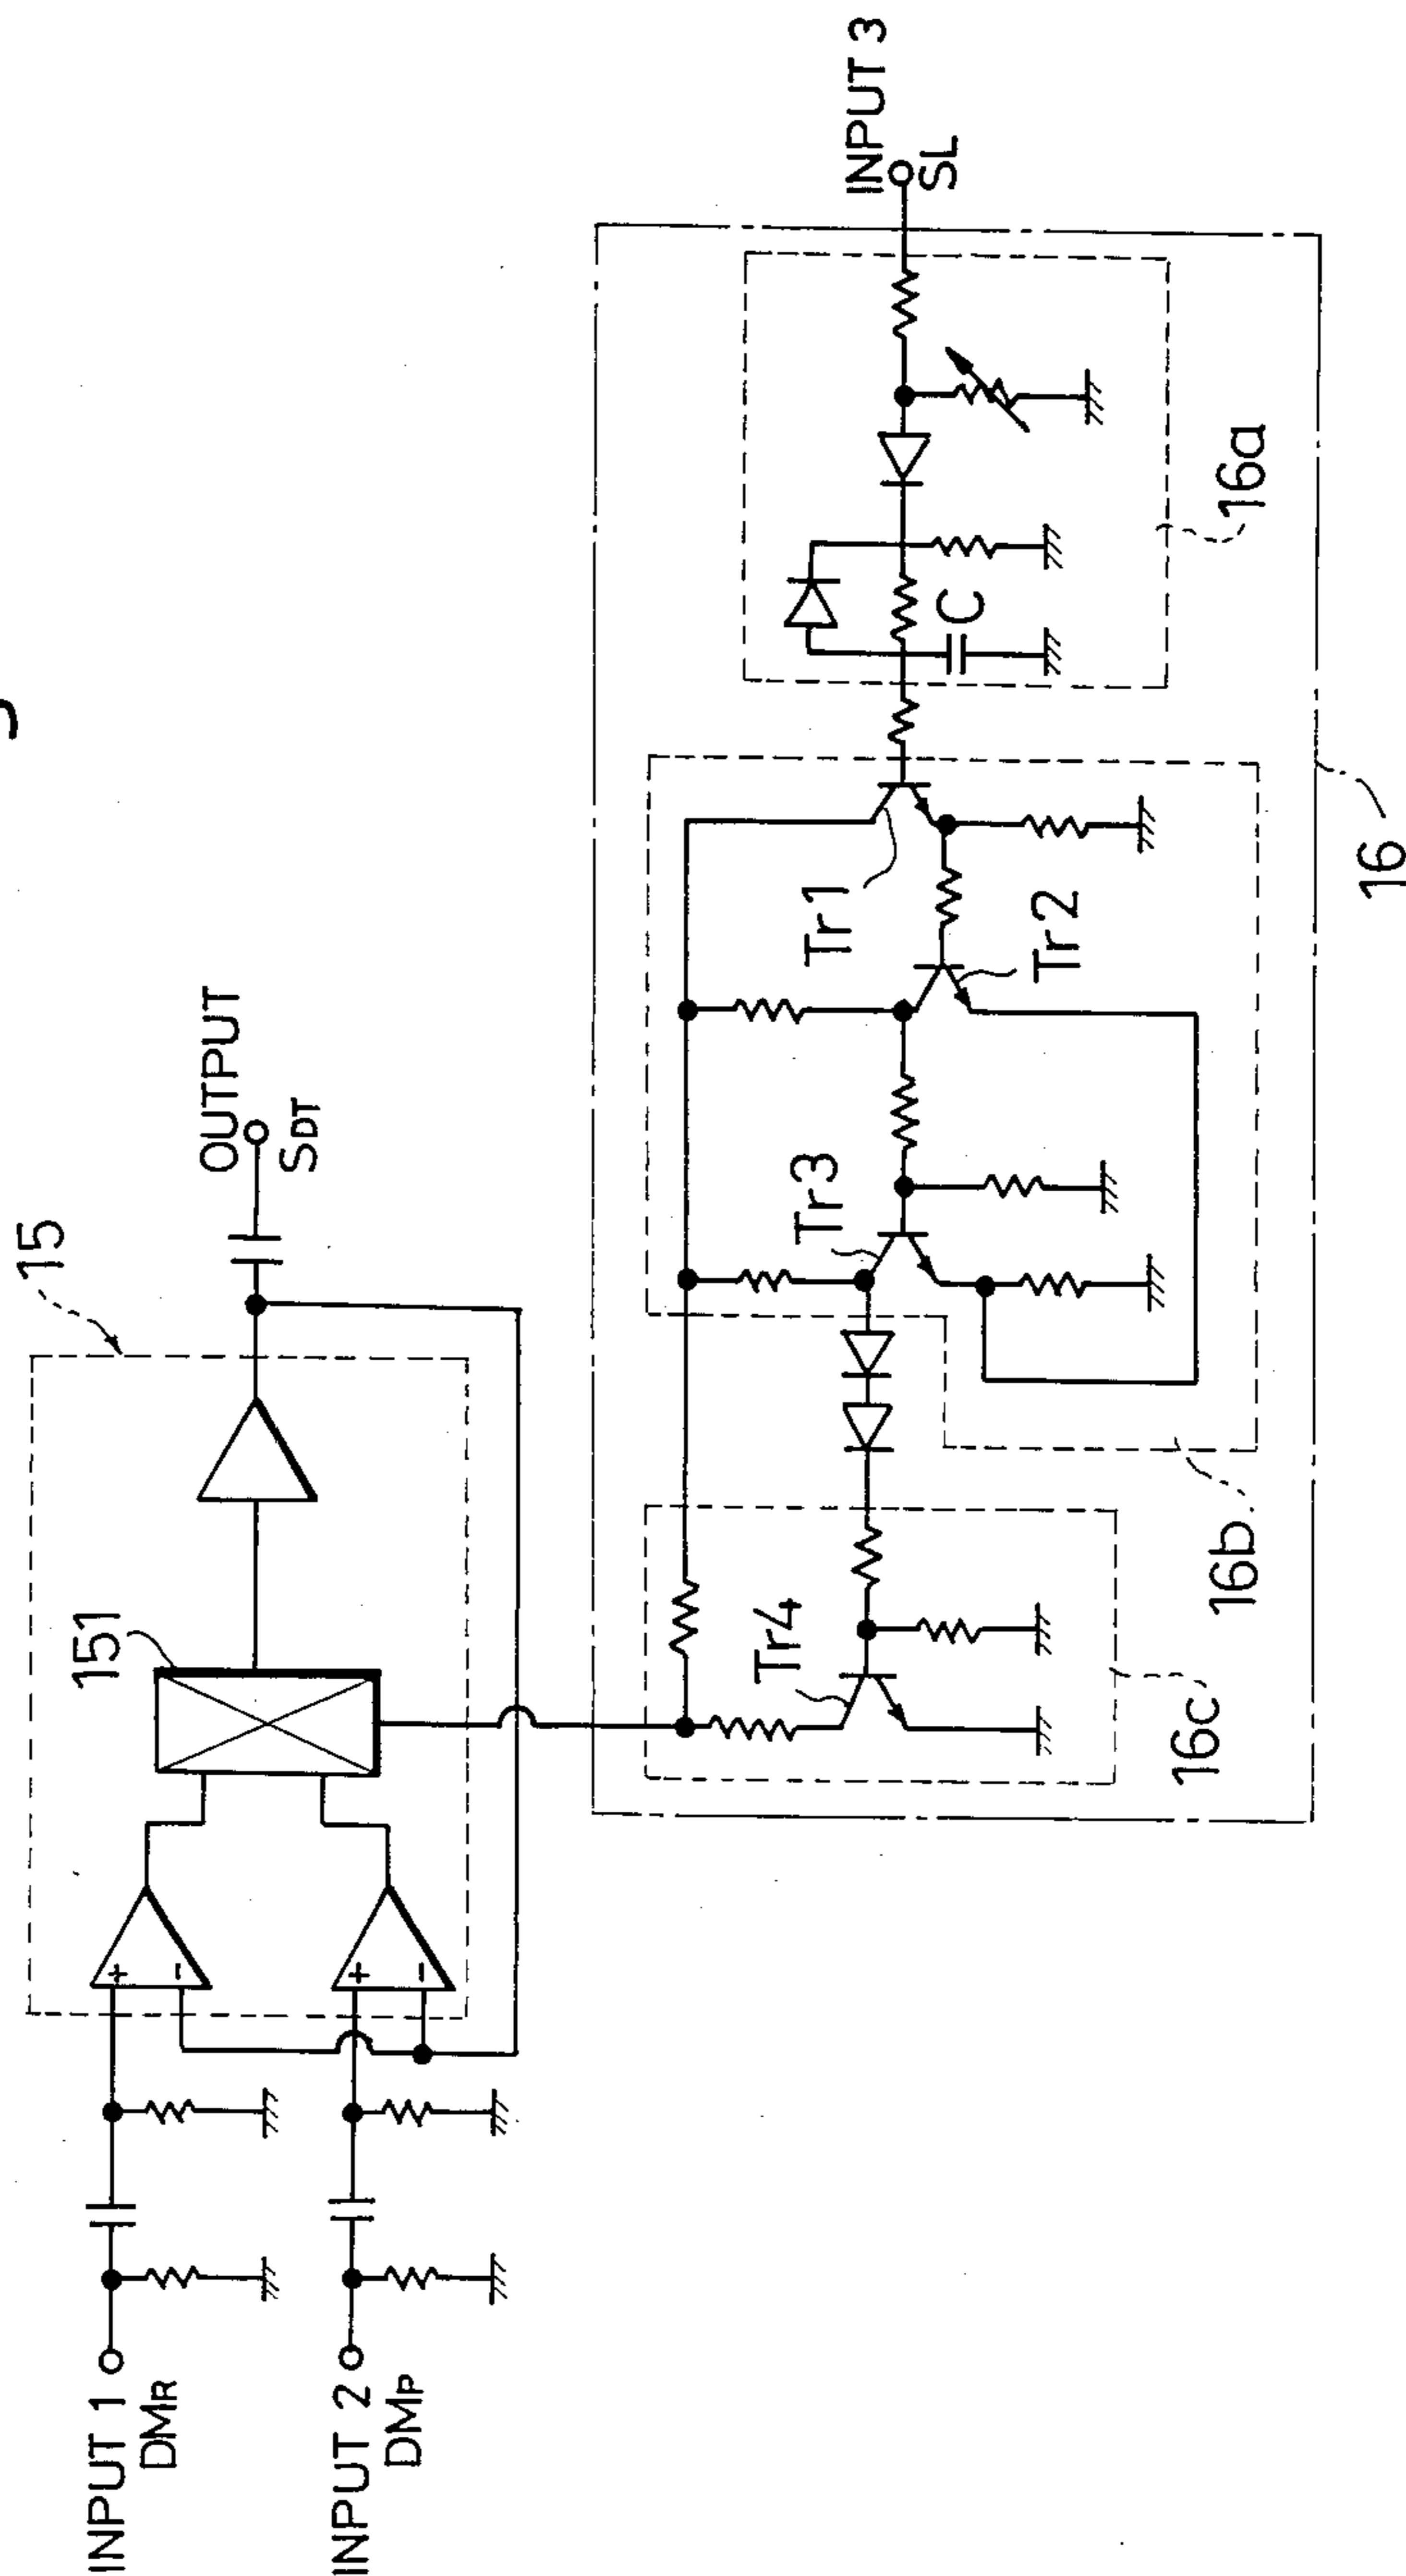 INPUT 1
DMR
INPUT 2
DMP
+
-
+
-
151
15
OUTPUT
SDT
Tr4
16c
16b
Tr3
Tr2
Tr1
C
16a
16
INPUT 3
SL